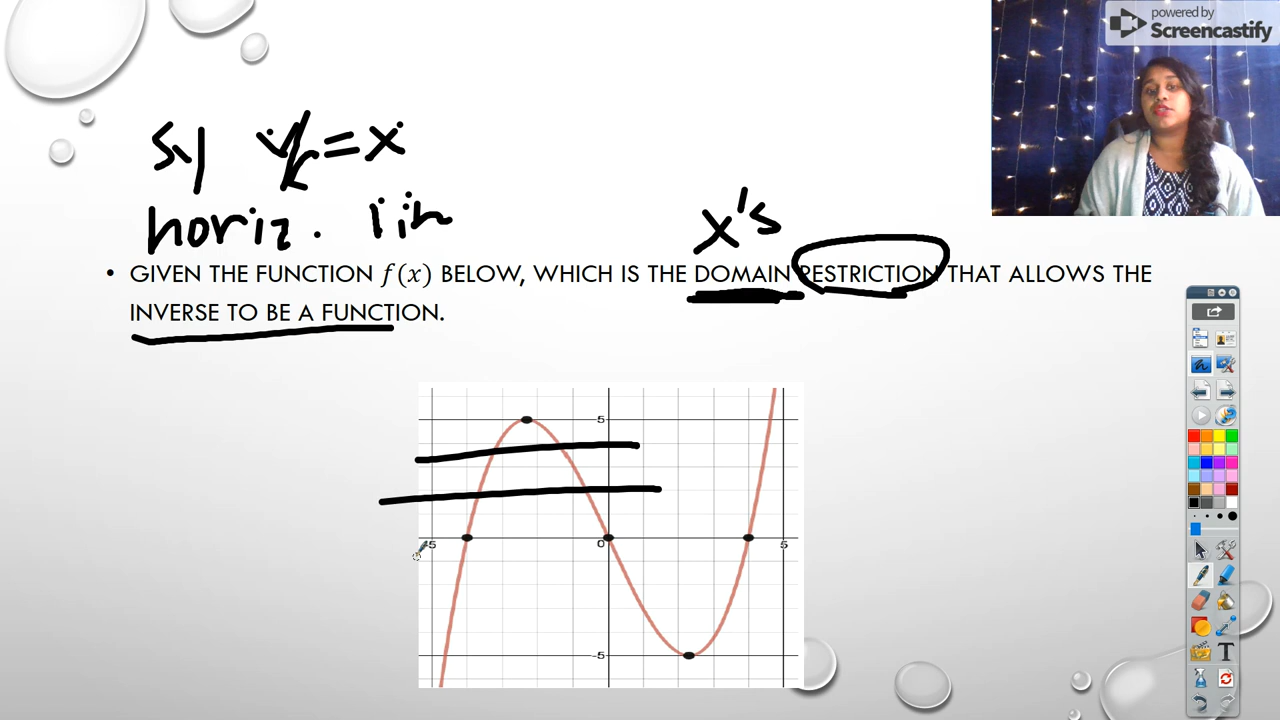 powered by
Screencastify
sy y = x
horiz. lin
x's
• GIVEN THE FUNCTION f(x) BELOW, WHICH IS THE DOMAIN RESTRICTION THAT ALLOWS THE
INVERSE TO BE A FUNCTION.
5
-5
0
5
-5
T